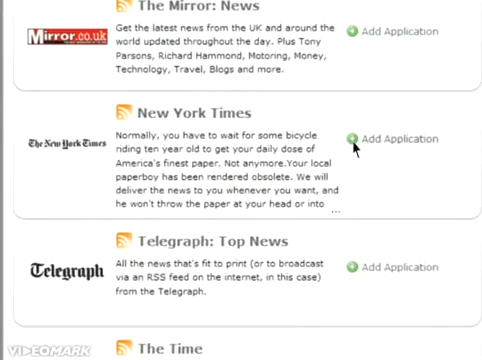 The Mirror: News
Mirror.co.uk
Get the latest news from the UK and around the
world updated throughout the day. Plus Tony
Parsons, Richard Hammond, Motoring, Money,
Technology, Travel, Blogs and more.
Add Application
New York Times
The New York Times
Normally, you have to wait for some bicycle
riding ten year old to get your daily dose of
America's finest paper. Not anymore.Your local
paperboy has been rendered obsolete. We will
deliver the news to you whenever you want, and
he won't throw the paper at your head or into
...
Add Application
Telegraph: Top News
Telegraph
All the news that's fit to print (or to broadcast
via an RSS feed on the internet, in this case)
from the Telegraph.
Add Application
The Time
VIDEOMARK